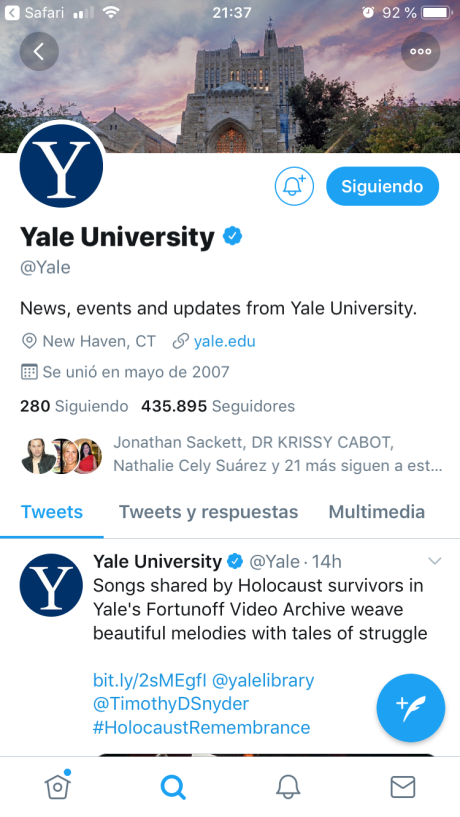 Safari 21:37 92 %
Y
Siguiendo
Yale University
@Yale
News, events and updates from Yale University.
New Haven, CT yale.edu
Se unió en mayo de 2007
280 Siguiendo 435.895 Seguidores
Jonathan Sackett, DR KRISSY CABOT,
Nathalie Cely Suárez y 21 más siguen a est...
Tweets Tweets y respuestas Multimedia
Y
Yale University @Yale · 14h
Songs shared by Holocaust survivors in
Yale's Fortunoff Video Archive weave
beautiful melodies with tales of struggle
bit.ly/2sMEgfI @yalelibrary
@TimothyDSnyder
#HolocaustRemembrance